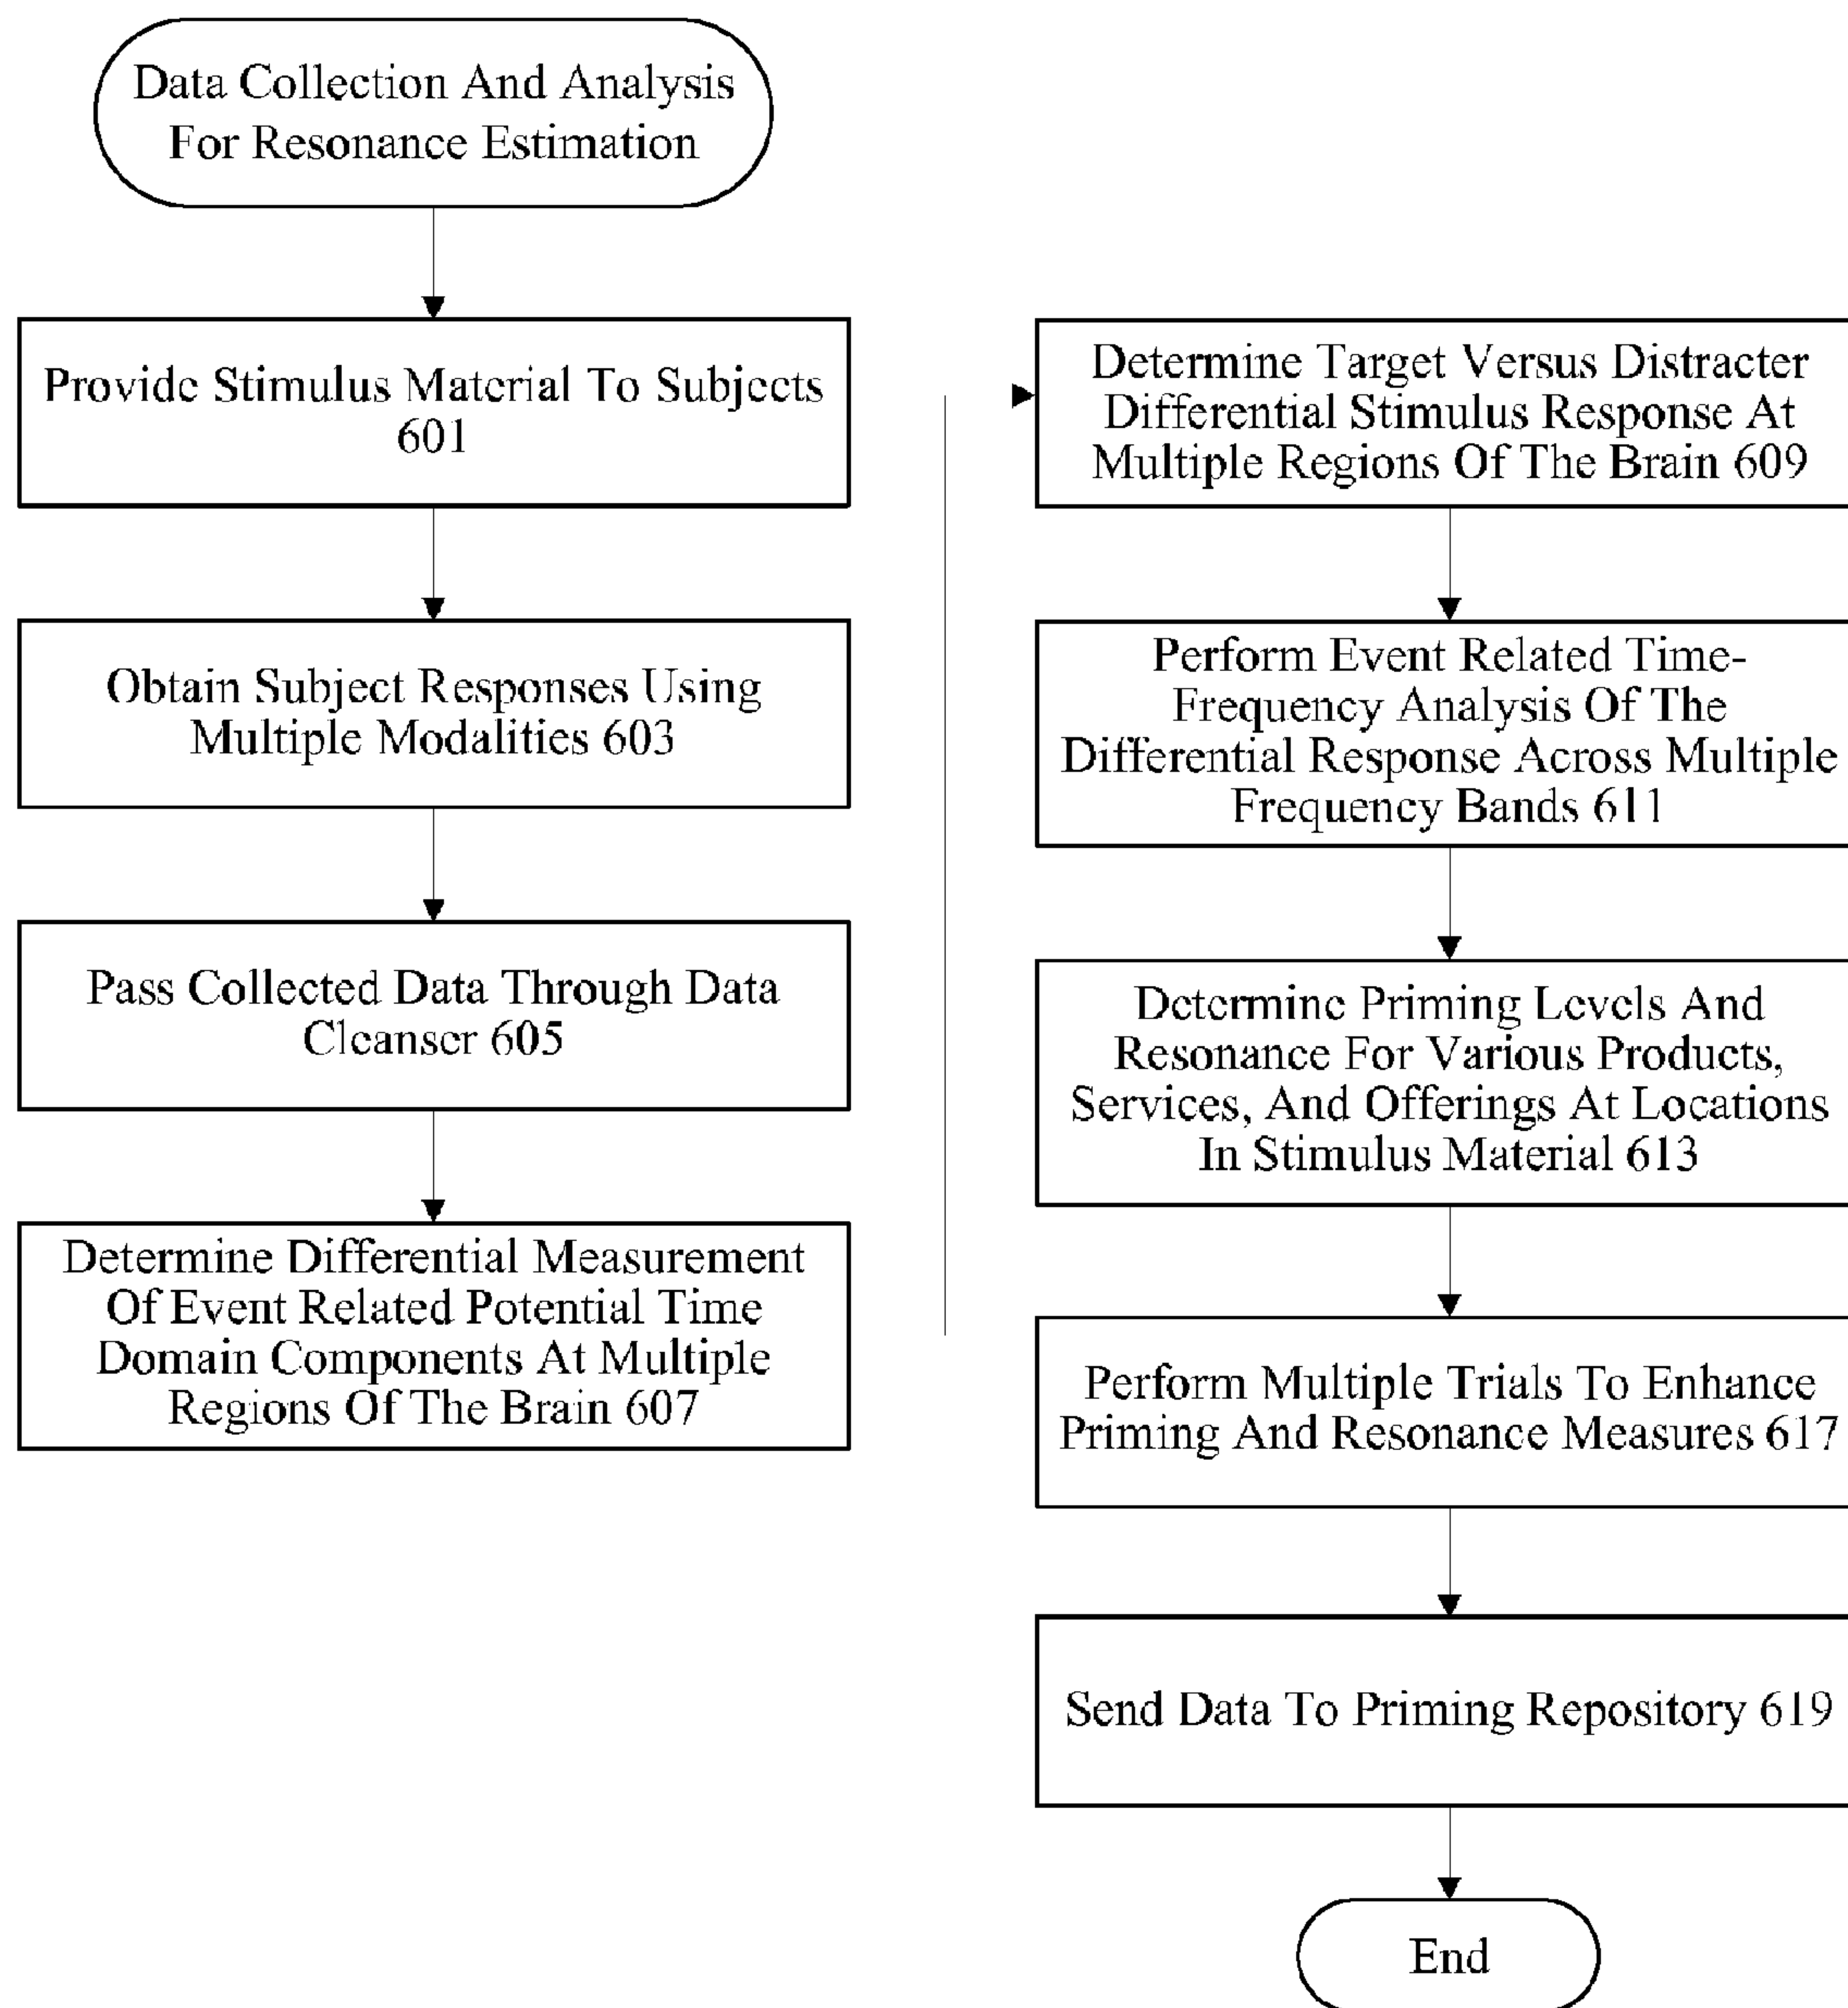 Data Collection And Analysis
For Resonance Estimation
Provide Stimulus Material To Subjects
601
Obtain Subject Responses Using
Multiple Modalities 603
Pass Collected Data Through Data
Cleanser 605
Determine Differential Measurement
Of Event Related Potential Time
Domain Components At Multiple
Regions Of The Brain 607
Determine Target Versus Distracter
Differential Stimulus Response At
Multiple Regions Of The Brain 609
Perform Event Related Time-
Frequency Analysis Of The
Differential Response Across Multiple
Frequency Bands 611
Determine Priming Levels And
Resonance For Various Products,
Services, And Offerings At Locations
In Stimulus Material 613
Perform Multiple Trials To Enhance
Priming And Resonance Measures 617
Send Data To Priming Repository 619
End